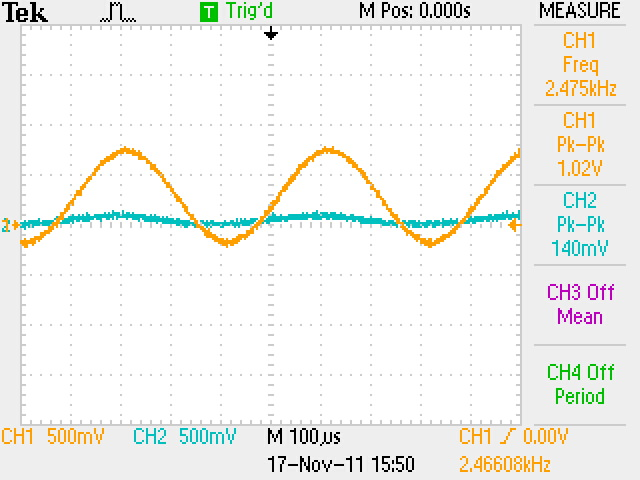 Tek T Trig'd M Pos: 0.000s MEASURE
CH1
Freq
2.475kHz
CH1
Pk-Pk
1.02V
CH2
Pk-Pk
140mV
CH3 Off
Mean
CH4 Off
Period
2
CH1 500mV CH2 500mV M 100µs CH1 0.00V
17-Nov-11 15:50 2.46608kHz